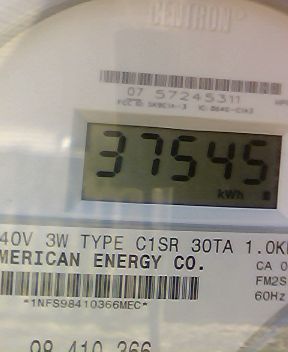 CENTRON®
07 57245311
37545
kWh
40V 3W TYPE C1SR 30TA 1.0K
MERICAN ENERGY CO.
CA 0
FM2S
60Hz
*1NFS98410366MEC*
98 410 366